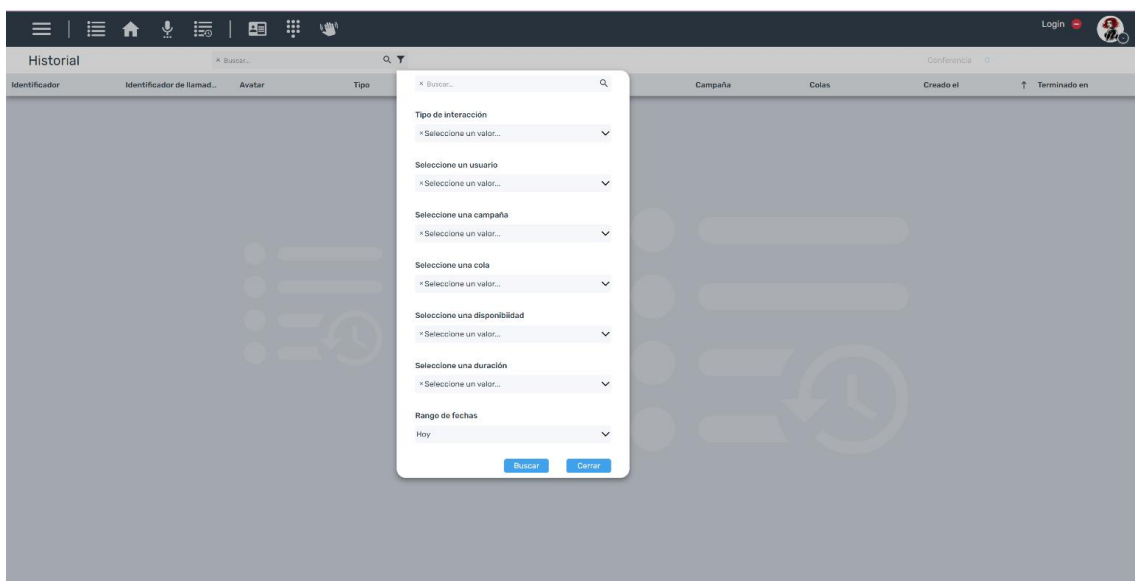 Login
Historial
× Buscar...
Conferencia
Identificador
Identificador de llamad...
Avatar
Tipo
Campaña
Colas
Creado el
↑ Terminado en
× Buscar...
Tipo de interacción
×Seleccione un valor...
Seleccione un usuario
×Seleccione un valor...
Seleccione una campaña
×Seleccione un valor...
Seleccione una cola
×Seleccione un valor...
Seleccione una disponibiidad
×Seleccione un valor...
Seleccione una duración
×Seleccione un valor...
Rango de fechas
Hoy
Buscar
Cerrar